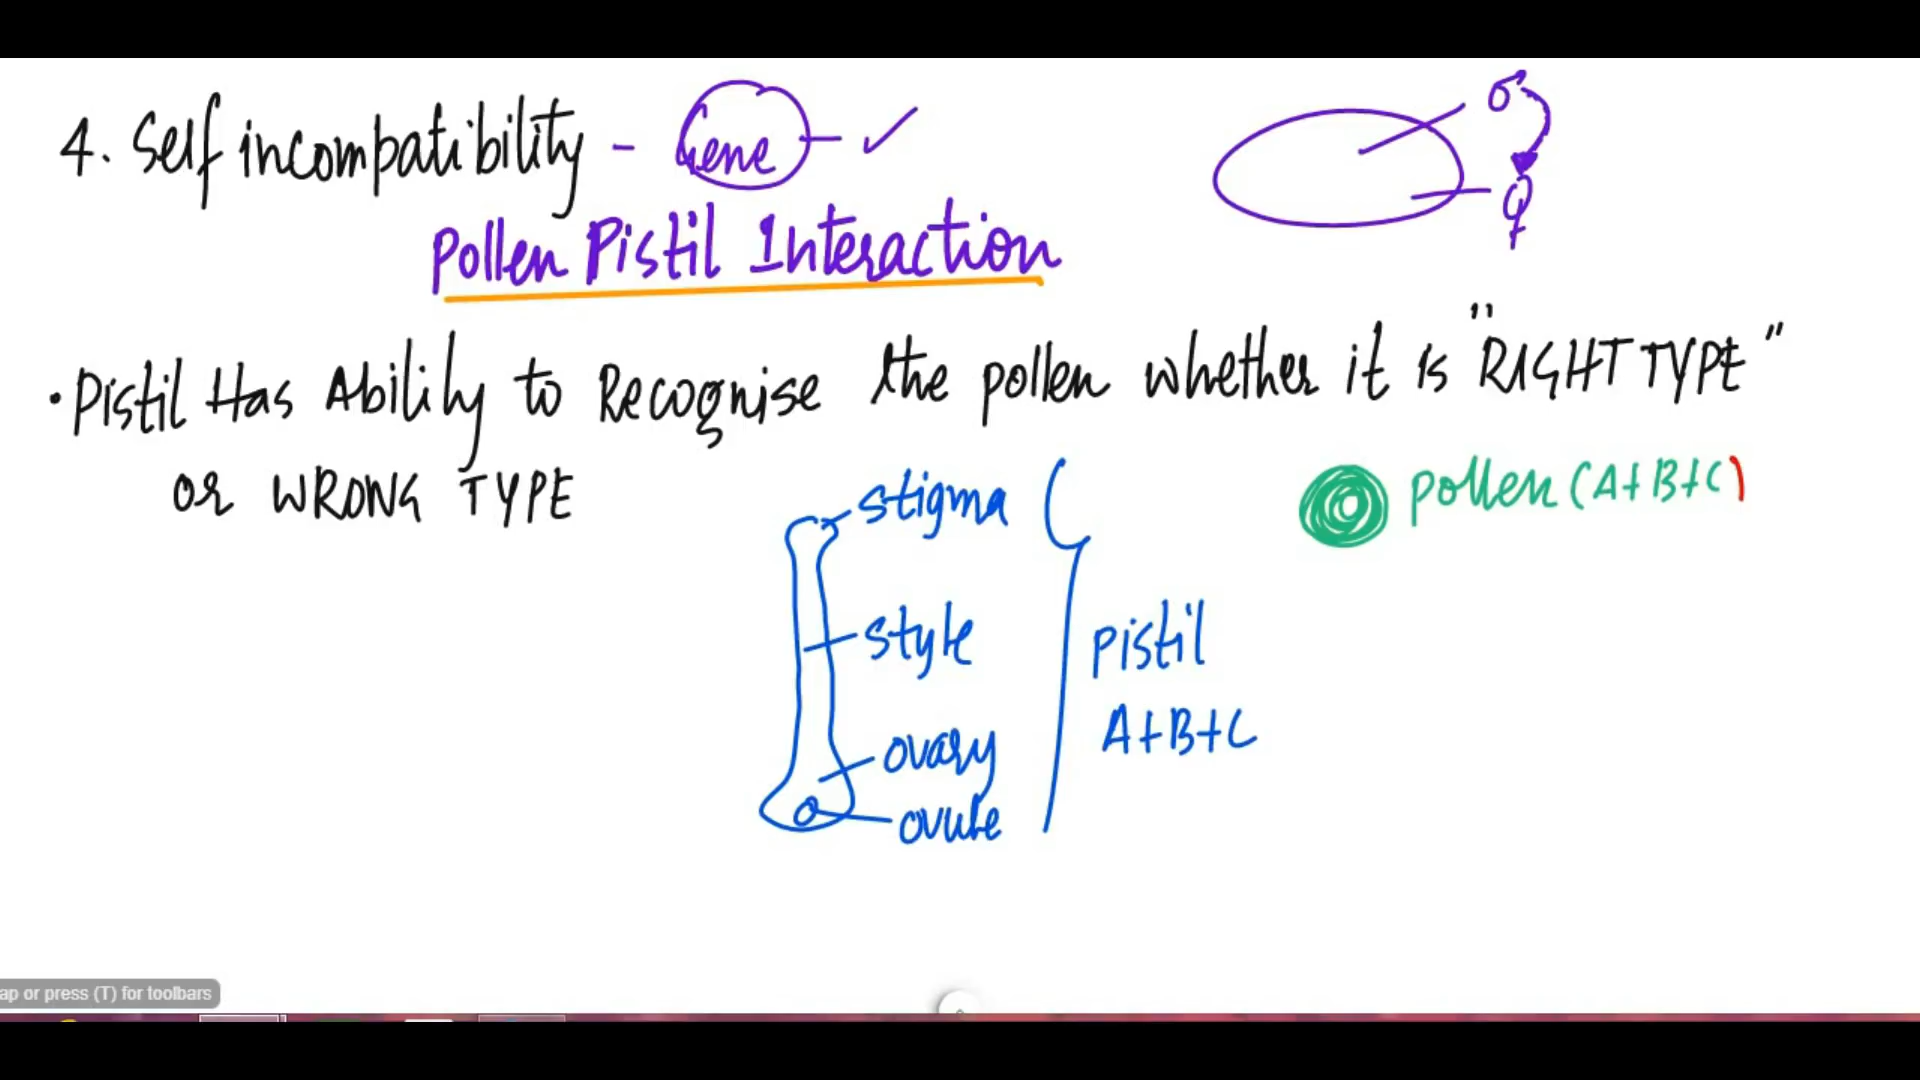 4. Self incompatibility - Gene
♂
♀
Pollen Pistil Interaction
• Pistil Has Ability to Recognise the pollen whether it is "RIGHT TYPE"
or WRONG TYPE
stigma
pollen (A+B+C)
style
pistil
A+B+C
ovary
ovule
ap or press (T) for toolbars